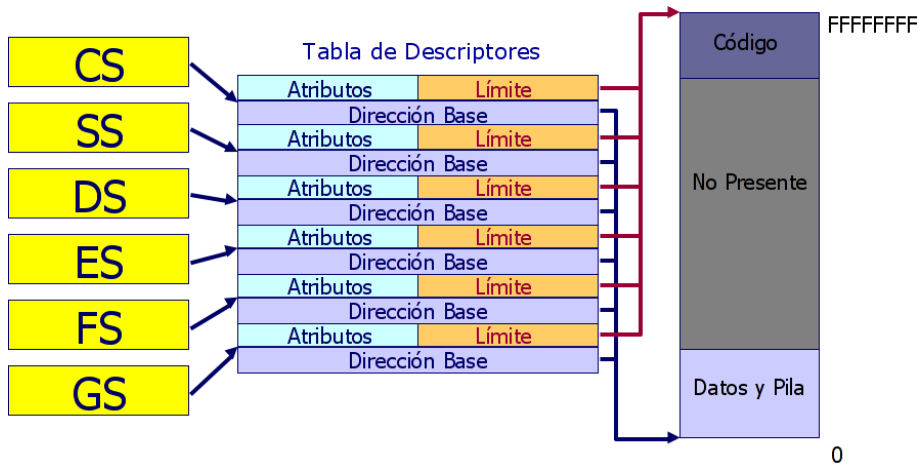 CS
SS
DS
ES
FS
GS
Tabla de Descriptores
Atributos Límite
Dirección Base
Atributos Límite
Dirección Base
Atributos Límite
Dirección Base
Atributos Límite
Dirección Base
Atributos Límite
Dirección Base
Atributos Límite
Dirección Base
FFFFFFFF
Código
No Presente
Datos y Pila
0